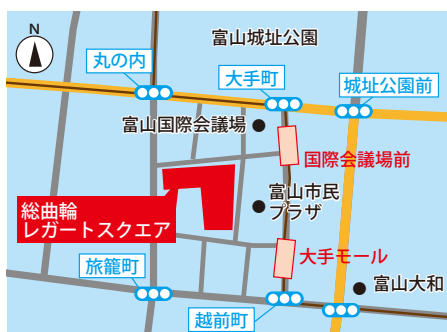 N
富山城址公園
丸の内
大手町
城址公園前
富山国際会議場
国際会議場前
富山市民
プラザ
総曲輪
レガートスクエア
大手モール
旅籠町
富山大和
越前町